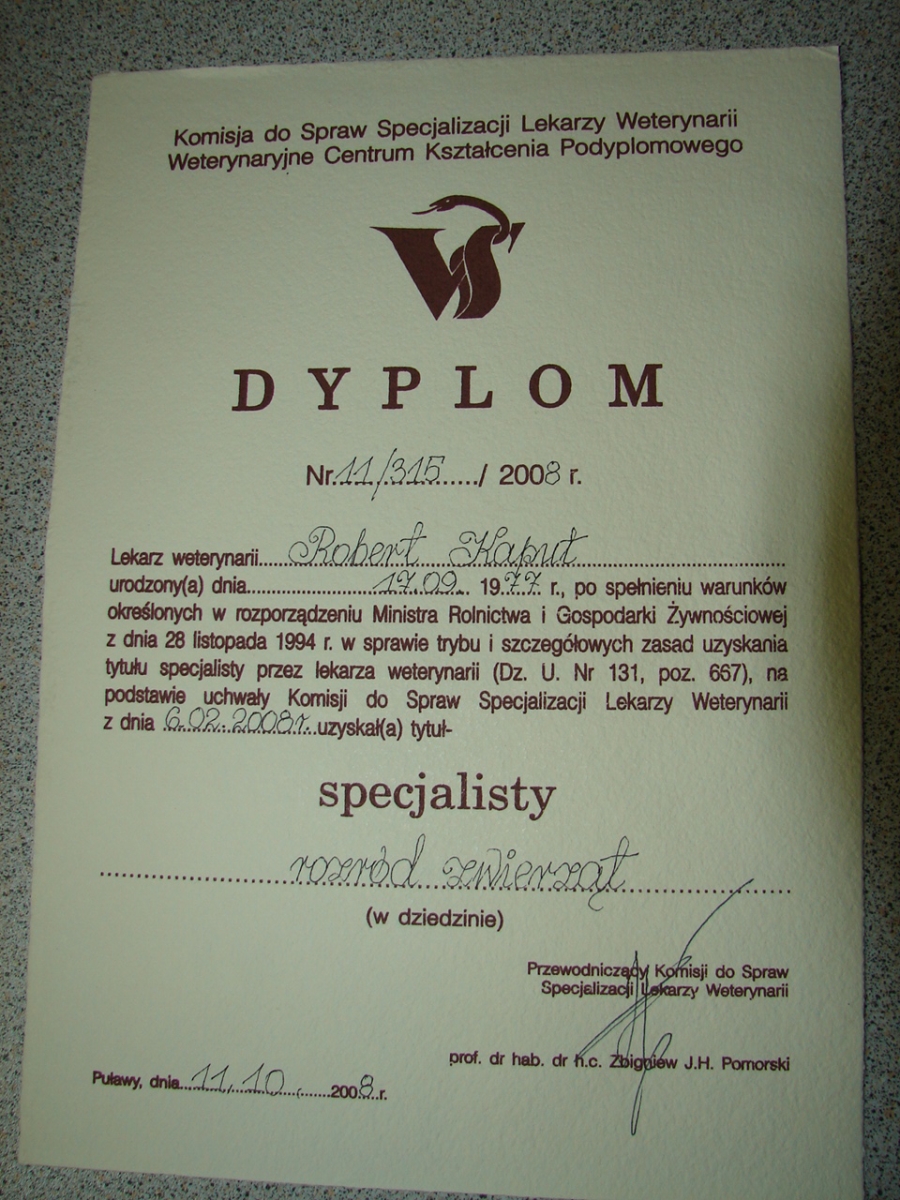 Komisja do Spraw Specjalizacji Lekarzy Weterynarii
Weterynaryjne Centrum Kształcenia Podyplomowego
DYPLOM
Nr.11/315....../ 2008 r.
Lekarz weterynarii.....Robert Kaput..............................
urodzony(a) dnia....................17.09... 1977 r., po spełnieniu warunków
określonych w rozporządzeniu Ministra Rolnictwa i Gospodarki Żywnościowej
z dnia 28 listopada 1994 r. w sprawie trybu i szczegółowych zasad uzyskania
tytułu specjalisty przez lekarza weterynarii (Dz. U. Nr 131, poz. 667), na
podstawie uchwały Komisji do Spraw Specjalizacji Lekarzy Weterynarii
z dnia 6.02.2008r...uzyskał(a) tytuł-
specjalisty
rozród zwierząt
(w dziedzinie)
Przewodniczący Komisji do Spraw
Specjalizacji Lekarzy Weterynarii
prof. dr hab. dr h.c. Zbigniew J.H. Pomorski
Puławy, dnia...11.10..........2008.r.